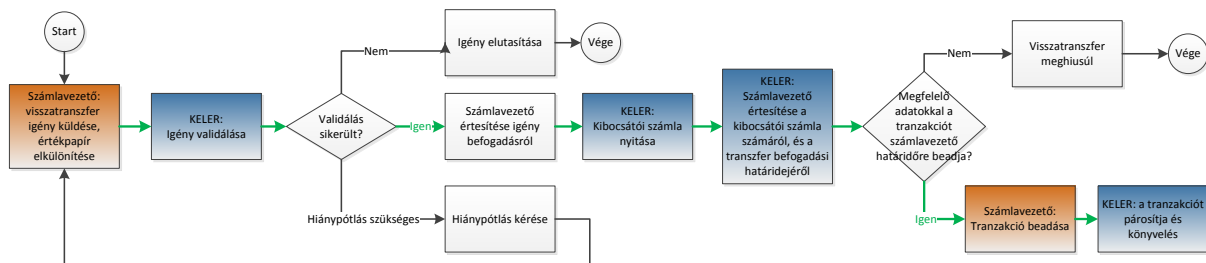 Start
Számlavezető:
visszatranszfer
igény küldése,
értékpapír
elkülönítése
KELER:
Igény validálása
Validálás
sikerült?
Nem
Igény elutasítása
Vége
Igen
Számlavezető
értesítése igény
befogadásról
KELER:
Kibocsátói számla
nyitása
KELER:
Számlavezető
értesítése a
kibocsátói számla
számáról, és a
transzfer befogadási
határidejéről
Hiánypótlás szükséges
Hiánypótlás kérése
Megfelelő
adatokkal a
tranzakciót
számlavezető
határidőre beadja?
Nem
Visszatranszfer
meghiusúl
Vége
Igen
Számlavezető:
Tranzakció beadása
KELER: a tranzakciót
párosítja és
könyvelés